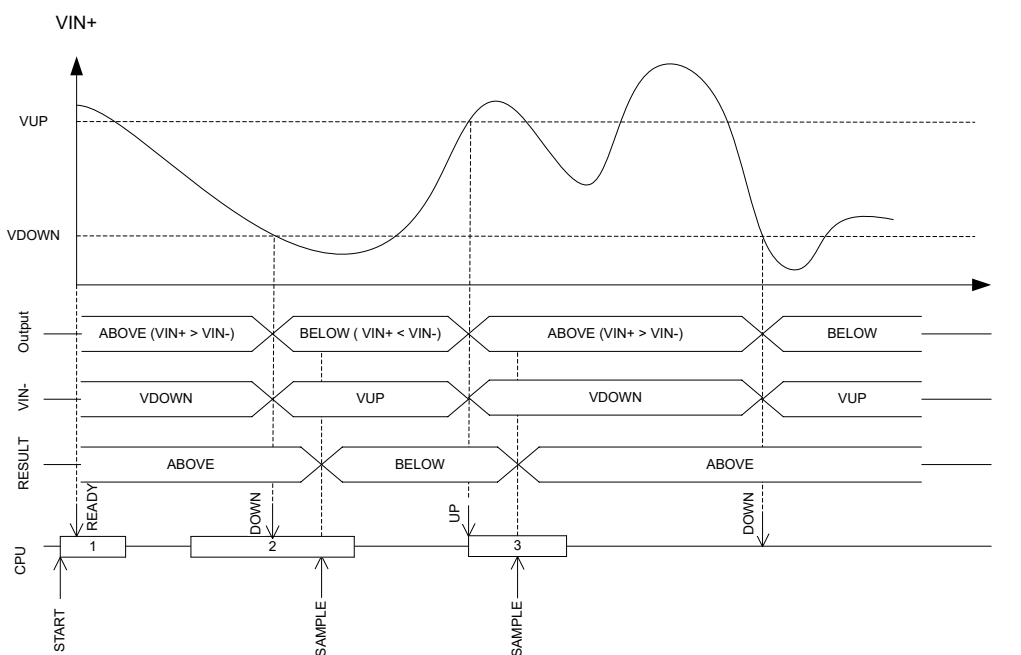 VIN+
VUP
VDOWN
Output
ABOVE (VIN+ > VIN-)
BELOW ( VIN+ < VIN-)
ABOVE (VIN+ > VIN-)
BELOW
VIN-
VDOWN
VUP
VDOWN
VUP
RESULT
ABOVE
BELOW
ABOVE
READY
DOWN
UP
DOWN
CPU
1
2
3
START
SAMPLE
SAMPLE